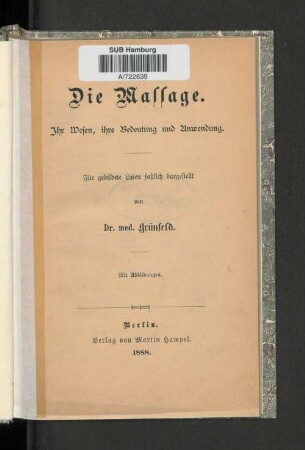 SUB Hamburg
A/722635
Die Massage.
Ihr Wesen, ihre Bedeutung und Anwendung.
Für gebildete Laien faßlich dargestellt
von
Dr. med. Grünfeld.
Mit Abbildungen.
Berlin.
Verlag von Martin Hampel.
1888.